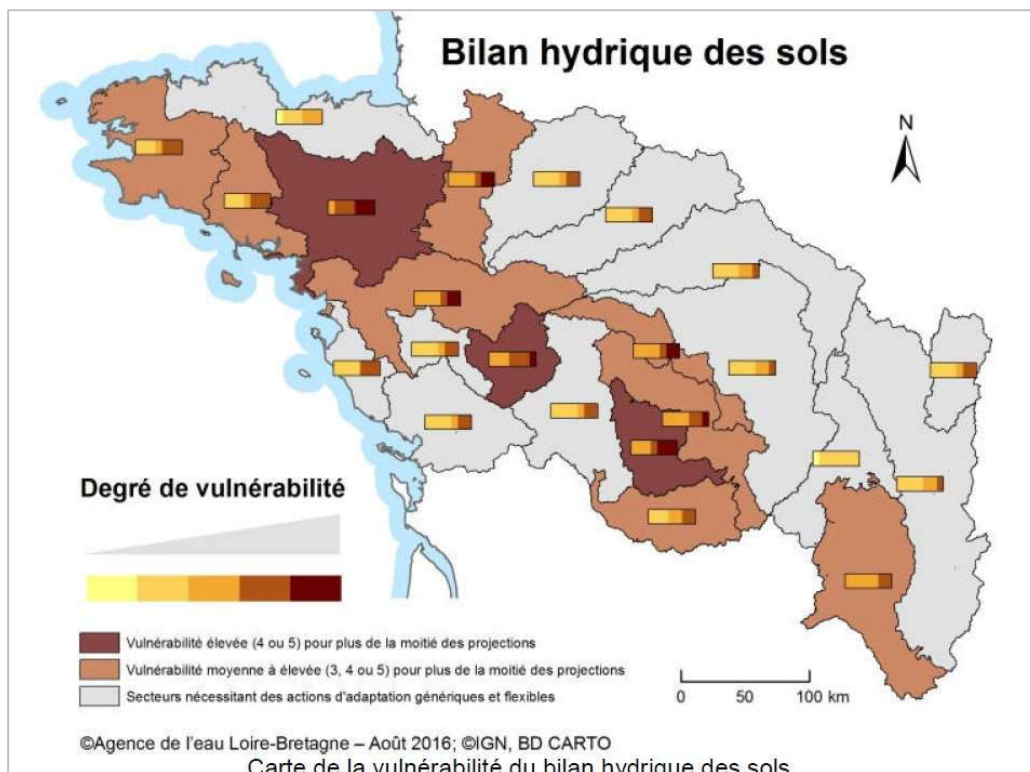 Bilan hydrique des sols
N
Degré de vulnérabilité
Vulnérabilité élevée (4 ou 5) pour plus de la moitié des projections
Vulnérabilité moyenne à élevée (3, 4 ou 5) pour plus de la moitié des projections
Secteurs nécessitant des actions d'adaptation génériques et flexibles
0 50 100 km
©Agence de l'eau Loire-Bretagne – Août 2016; ©IGN, BD CARTO
Carte de la vulnérabilité du bilan hydrique des sols